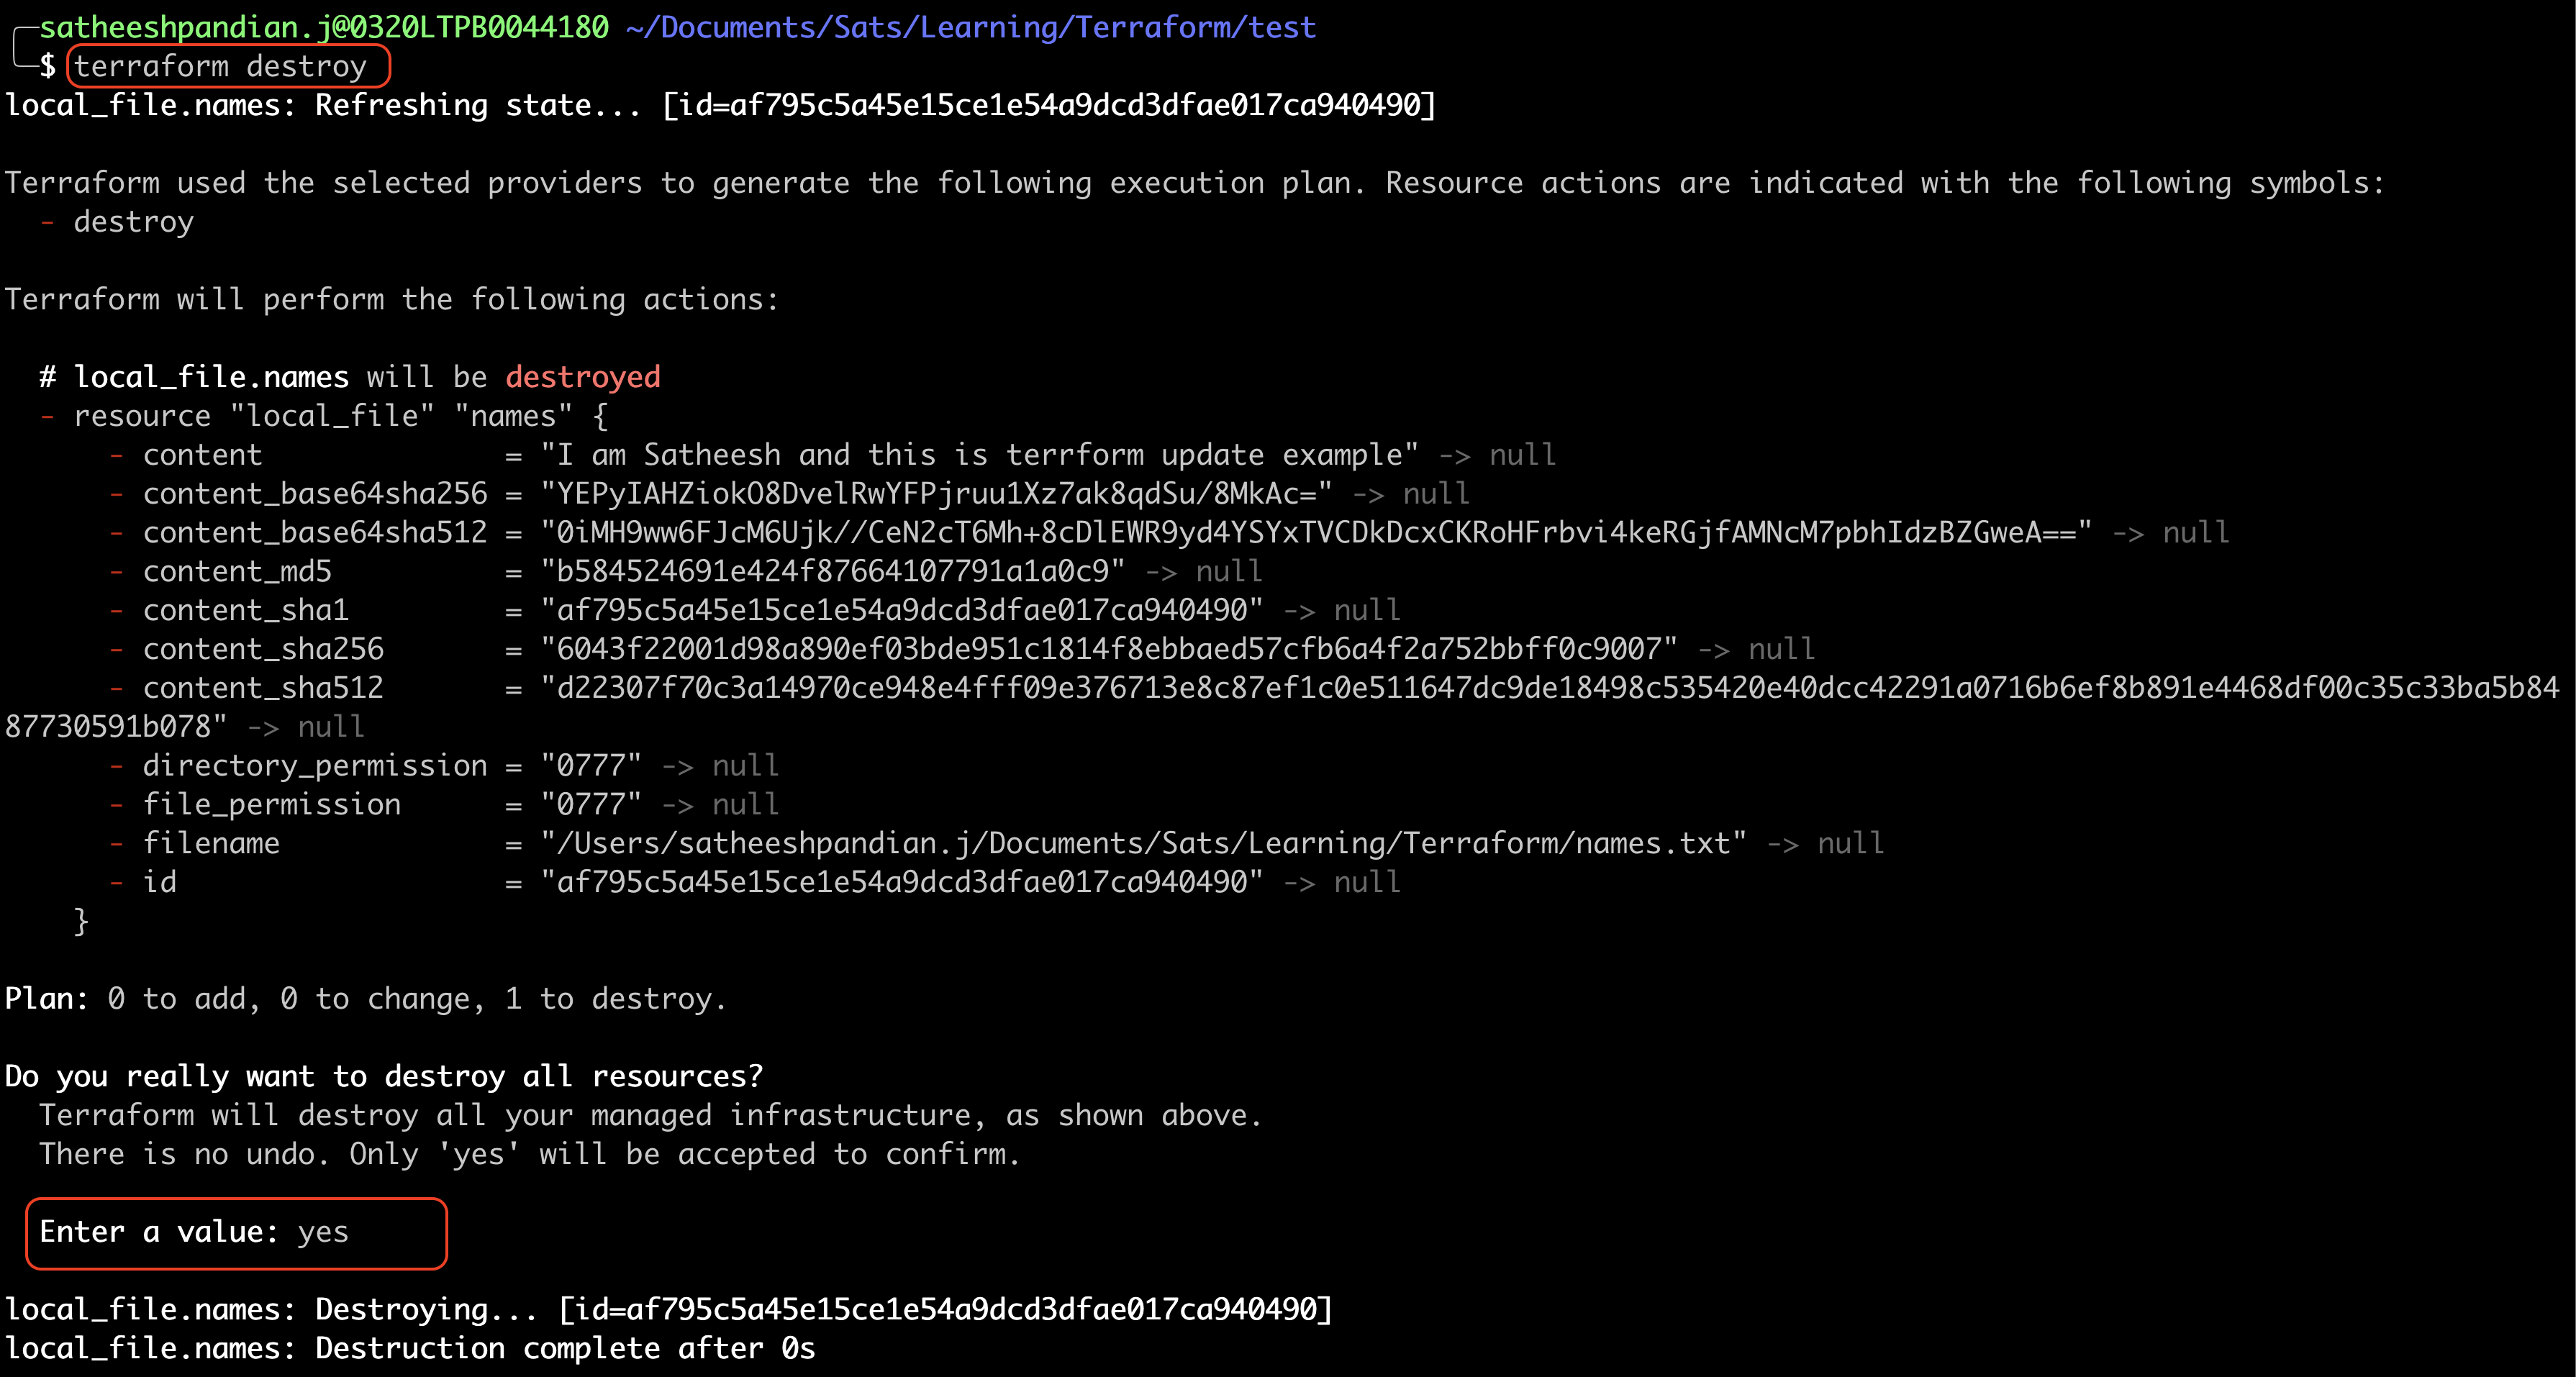 satheeshpandian.j@0320LTPB0044180 ~/Documents/Sats/Learning/Terraform/test
$ terraform destroy
local_file.names: Refreshing state... [id=af795c5a45e15ce1e54a9dcd3dfae017ca940490]
Terraform used the selected providers to generate the following execution plan. Resource actions are indicated with the following symbols:
- destroy
Terraform will perform the following actions:
# local_file.names will be destroyed
- resource "local_file" "names" {
- content = "I am Satheesh and this is terrform update example" -> null
- content_base64sha256 = "YEPyIAHZiokO8DvelRwYFPjruu1Xz7ak8qdSu/8MkAc=" -> null
- content_base64sha512 = "0iMH9ww6FJcM6Ujk//CeN2cT6Mh+8cDlEWR9yd4YSYxTVCDkDcxCKRoHFrbvi4keRGjfAMNcM7pbhIdzBZGweA==" -> null
- content_md5 = "b584524691e424f87664107791a1a0c9" -> null
- content_sha1 = "af795c5a45e15ce1e54a9dcd3dfae017ca940490" -> null
- content_sha256 = "6043f22001d98a890ef03bde951c1814f8ebbaed57cfb6a4f2a752bbff0c9007" -> null
- content_sha512 = "d22307f70c3a14970ce948e4fff09e376713e8c87ef1c0e511647dc9de18498c535420e40dcc42291a0716b6ef8b891e4468df00c35c33ba5b84
87730591b078" -> null
- directory_permission = "0777" -> null
- file_permission = "0777" -> null
- filename = "/Users/satheeshpandian.j/Documents/Sats/Learning/Terraform/names.txt" -> null
- id = "af795c5a45e15ce1e54a9dcd3dfae017ca940490" -> null
}
Plan: 0 to add, 0 to change, 1 to destroy.
Do you really want to destroy all resources?
Terraform will destroy all your managed infrastructure, as shown above.
There is no undo. Only 'yes' will be accepted to confirm.
Enter a value: yes
local_file.names: Destroying... [id=af795c5a45e15ce1e54a9dcd3dfae017ca940490]
local_file.names: Destruction complete after 0s